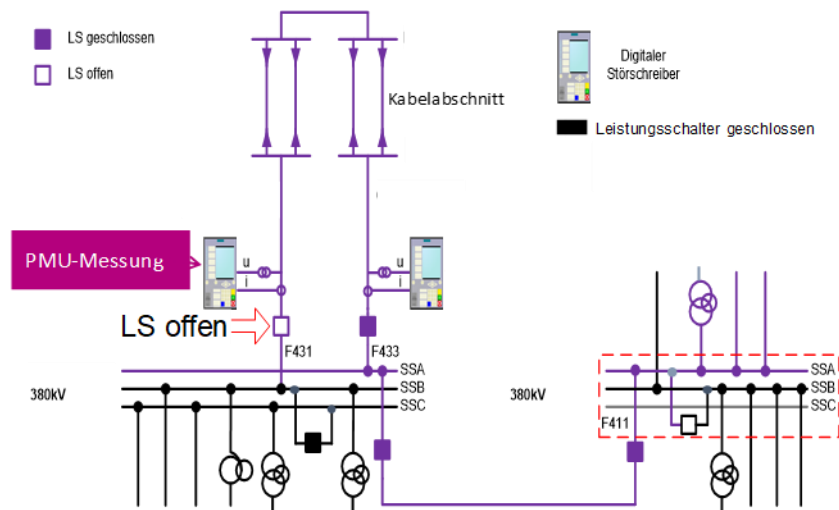 LS geschlossen
LS offen
Kabelabschnitt
Digitaler
Störschreiber
Leistungsschalter geschlossen
PMU-Messung
u
i
u
i
LS offen
F431
F433
SSA
SSB
SSC
380kV
380kV
SSA
SSB
SSC
F411